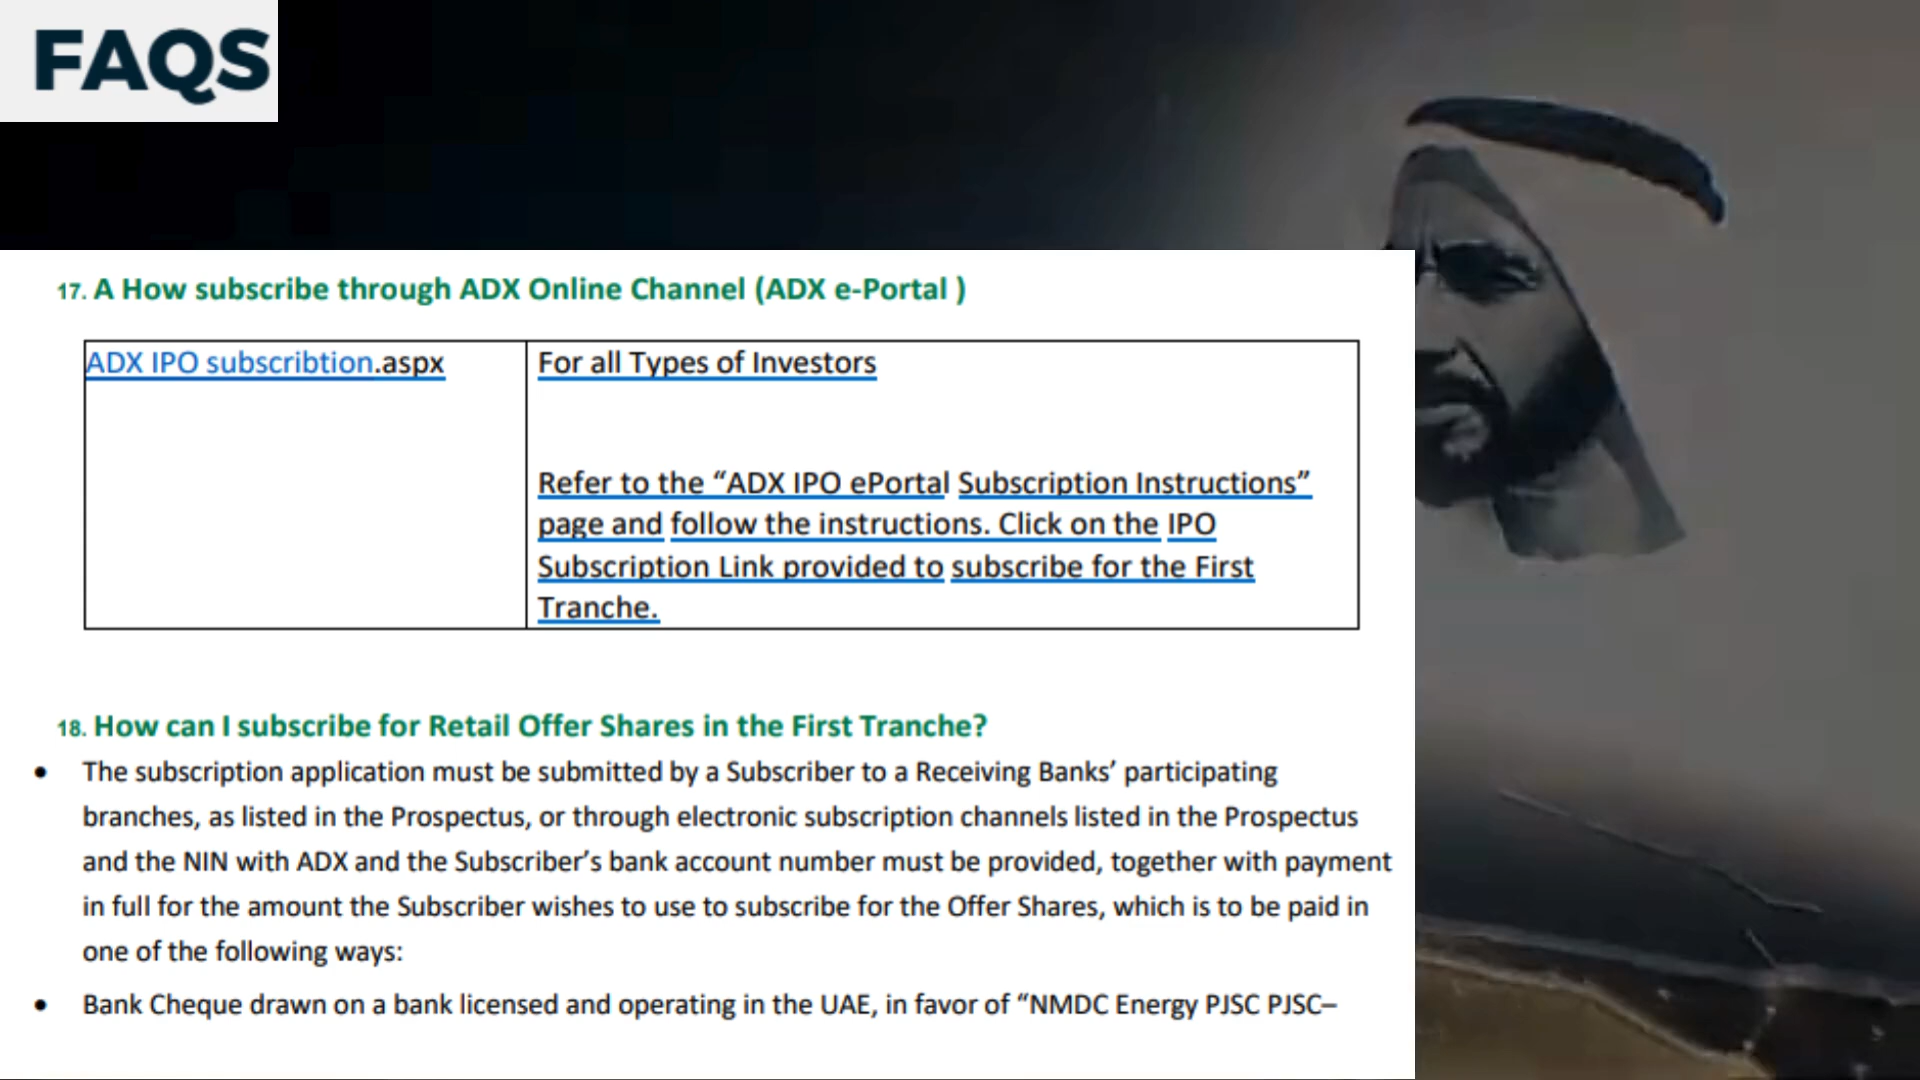 FAQS
17. A How subscribe through ADX Online Channel (ADX e-Portal )
ADX IPO subscribtion.aspx
For all Types of Investors
Refer to the “ADX IPO ePortal Subscription Instructions”
page and follow the instructions. Click on the IPO
Subscription Link provided to subscribe for the First
Tranche.
18. How can I subscribe for Retail Offer Shares in the First Tranche?
• The subscription application must be submitted by a Subscriber to a Receiving Banks’ participating
branches, as listed in the Prospectus, or through electronic subscription channels listed in the Prospectus
and the NIN with ADX and the Subscriber’s bank account number must be provided, together with payment
in full for the amount the Subscriber wishes to use to subscribe for the Offer Shares, which is to be paid in
one of the following ways:
• Bank Cheque drawn on a bank licensed and operating in the UAE, in favor of “NMDC Energy PJSC PJSC–